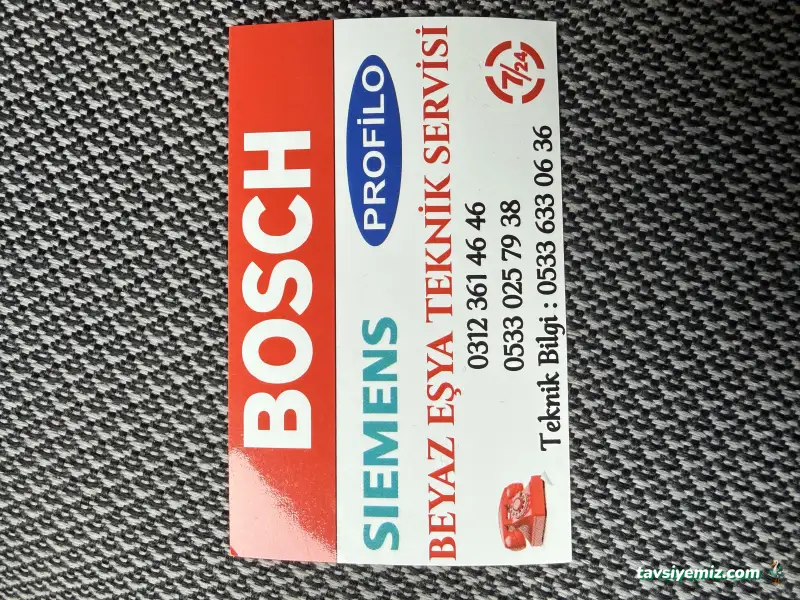 BOSCH
SIEMENS PROFİLO
BEYAZ EŞYA TEKNİK SERVİSİ
7/24
0312 361 46 46
0533 025 79 38
Teknik Bilgi : 0533 633 06 36
tavsiyemiz.com